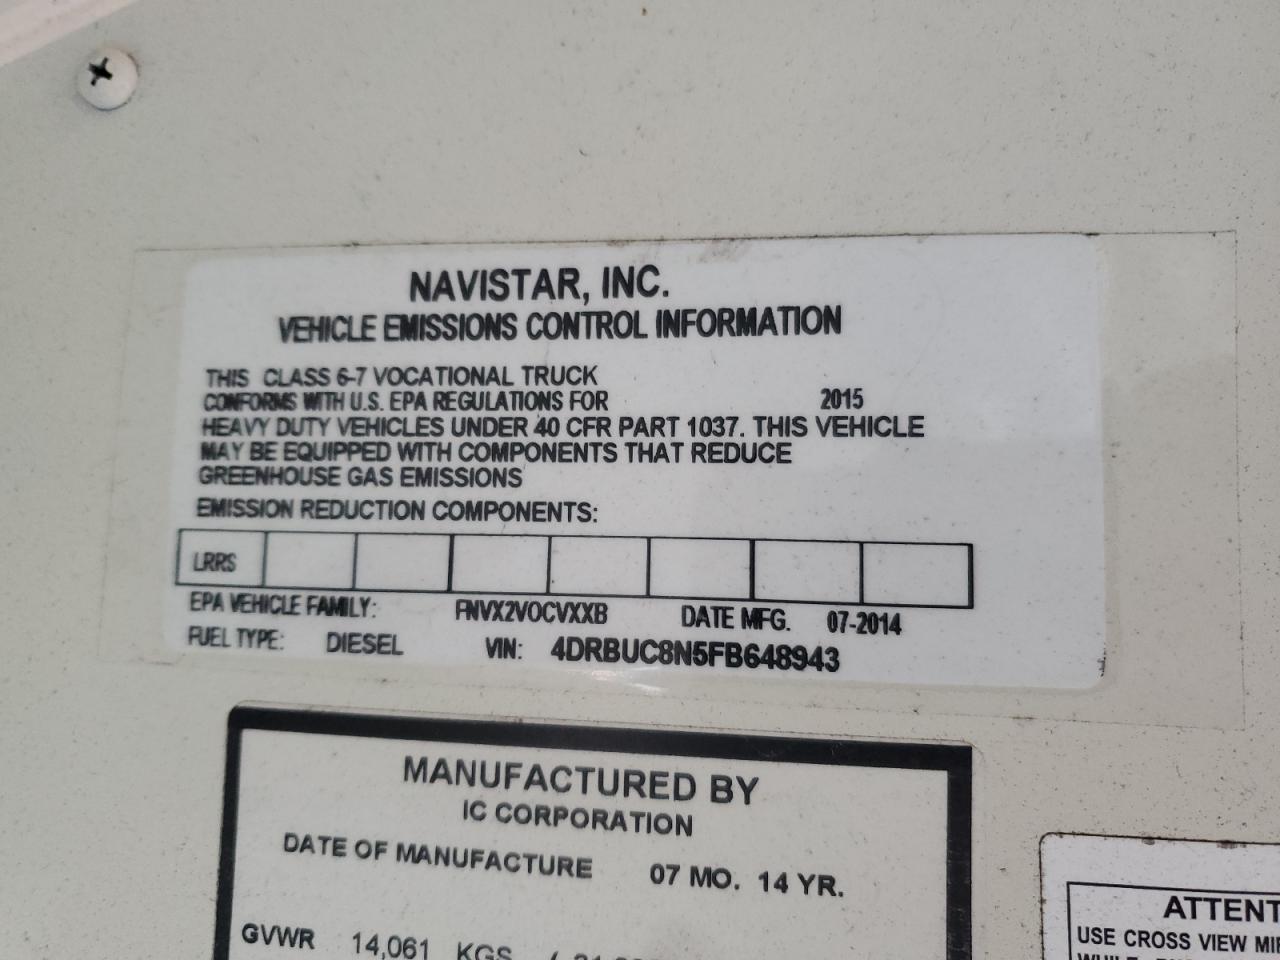 NAVISTAR, INC.
VEHICLE EMISSIONS CONTROL INFORMATION
THIS CLASS 6-7 VOCATIONAL TRUCK
CONFORMS WITH U.S. EPA REGULATIONS FOR 2015
HEAVY DUTY VEHICLES UNDER 40 CFR PART 1037. THIS VEHICLE
MAY BE EQUIPPED WITH COMPONENTS THAT REDUCE
GREENHOUSE GAS EMISSIONS
EMISSION REDUCTION COMPONENTS:
LRRS
EPA VEHICLE FAMILY: FNVX2VOCVXXB DATE MFG. 07-2014
FUEL TYPE: DIESEL VIN: 4DRBUC8N5FB648943
MANUFACTURED BY
IC CORPORATION
DATE OF MANUFACTURE 07 MO. 14 YR.
GVWR 14,061 KGS
ATTENT
USE CROSS VIEW MI